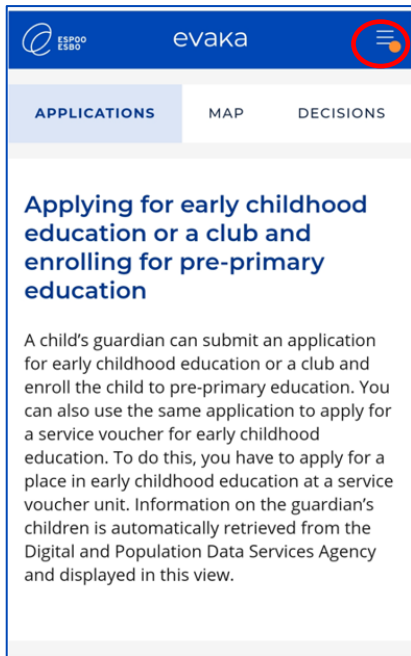 ESPOO
ESBO
evaka
APPLICATIONS MAP DECISIONS
Applying for early childhood
education or a club and
enrolling for pre-primary
education
A child's guardian can submit an application
for early childhood education or a club and
enroll the child to pre-primary education. You
can also use the same application to apply for
a service voucher for early childhood
education. To do this, you have to apply for a
place in early childhood education at a service
voucher unit. Information on the guardian's
children is automatically retrieved from the
Digital and Population Data Services Agency
and displayed in this view.